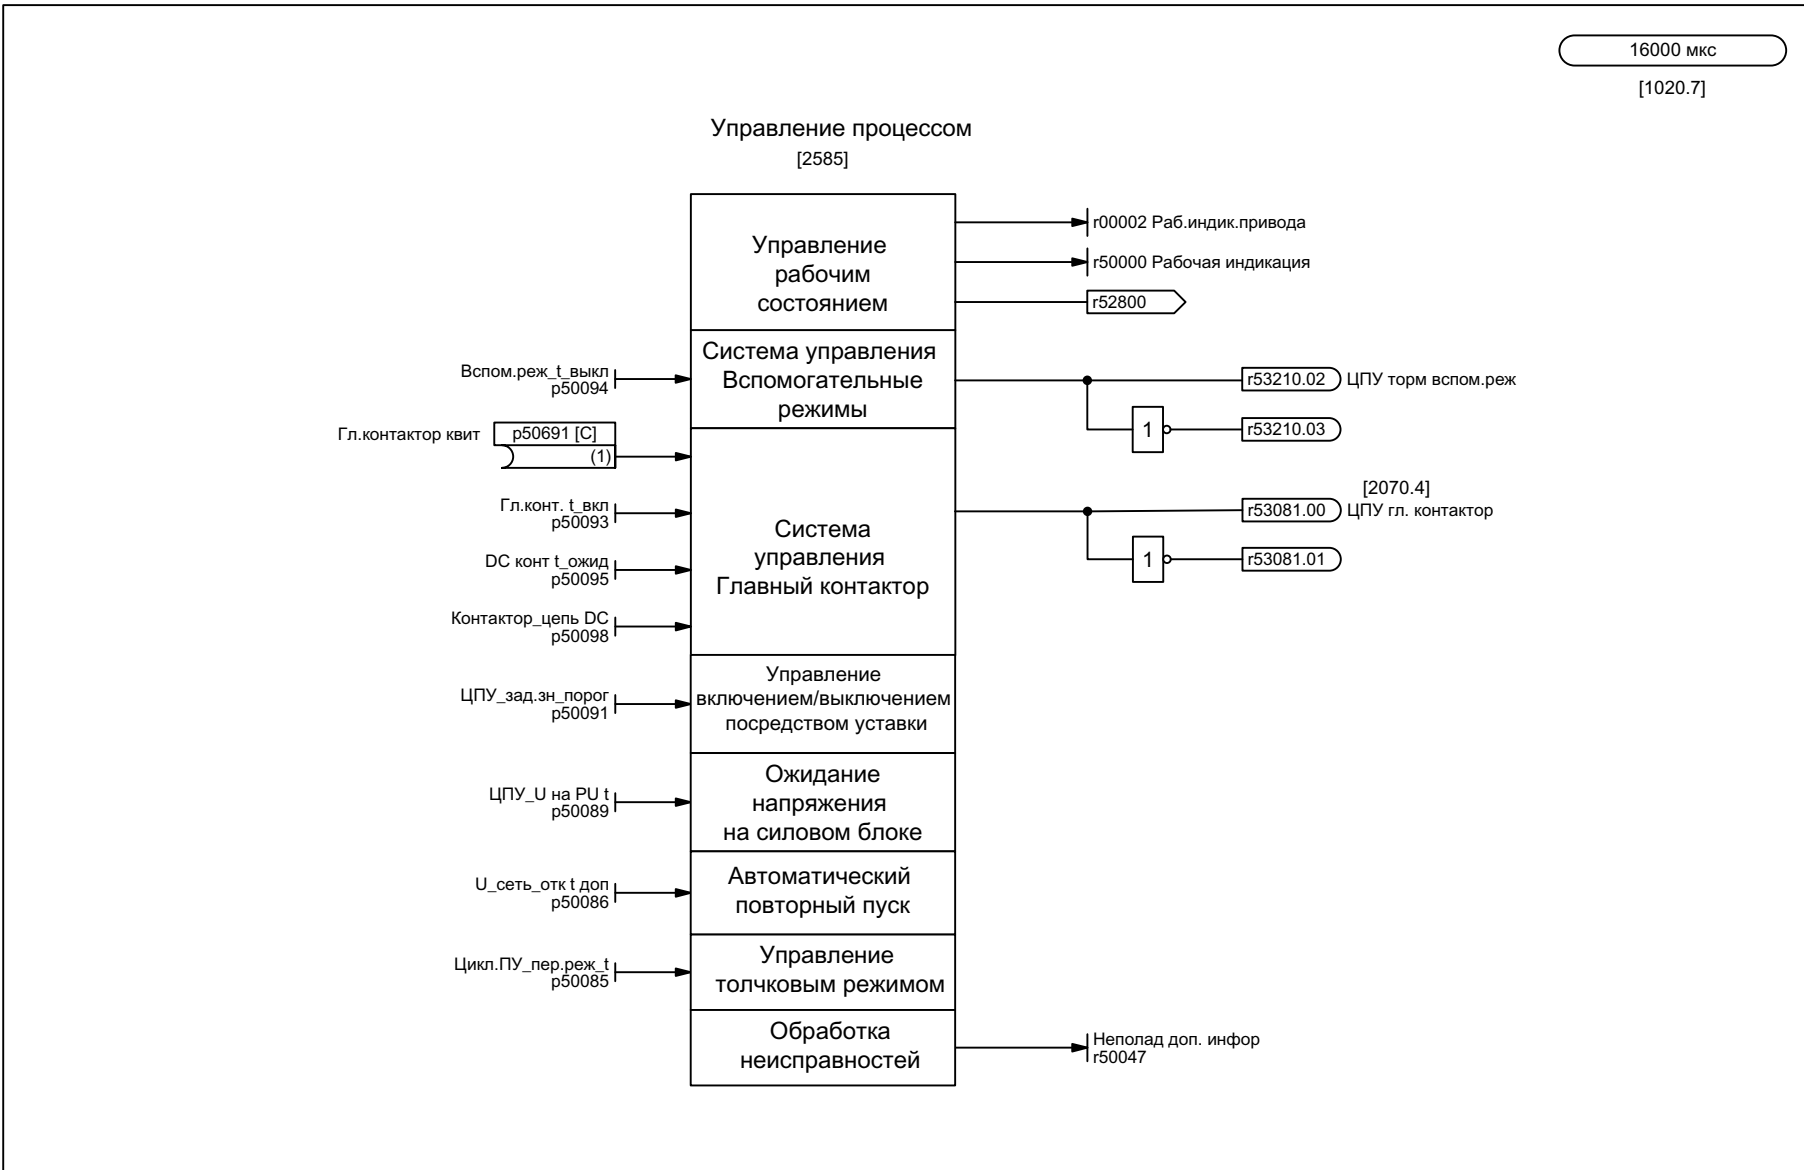 16000 мкс
[1020.7]
Управление процессом
[2585]
Управление
рабочим
состоянием
r00002 Раб.индик.привода
r50000 Рабочая индикация
r52800
Вспом.реж_t_выкл
p50094
Система управления
Вспомогательные
режимы
r53210.02 ЦПУ торм вспом.реж
1
r53210.03
Гл.контактор квит
p50691 [C]
(1)
Гл.конт. t_вкл
p50093
DC конт t_ожид
p50095
Контактор_цепь DC
p50098
Система
управления
Главный контактор
[2070.4]
r53081.00 ЦПУ гл. контактор
1
r53081.01
ЦПУ_зад.зн_порог
p50091
Управление
включением/выключением
посредством уставки
ЦПУ_U на PU t
p50089
Ожидание
напряжения
на силовом блоке
U_сеть_отк t доп
p50086
Автоматический
повторный пуск
Цикл.ПУ_пер.реж_t
p50085
Управление
толчковым режимом
Обработка
неисправностей
Неполад доп. инфор
r50047